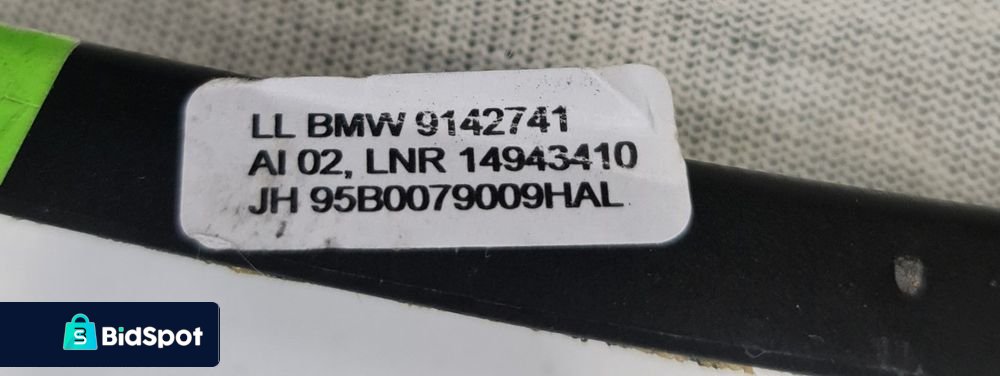 LL BMW 9142741
AI 02, LNR 14943410
JH 95B0079009HAL
BidSpot